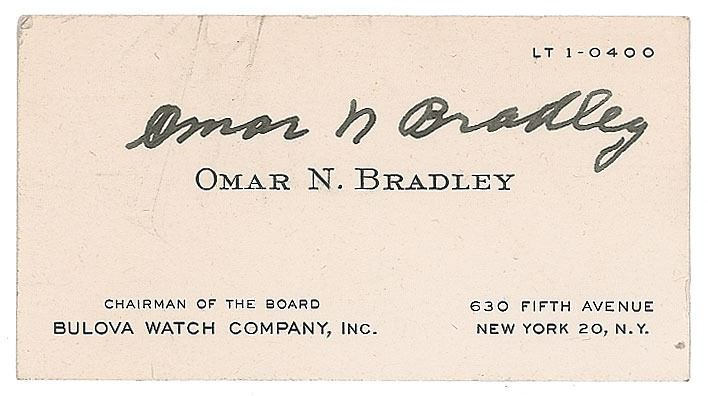 LT 1-0400
Omar N Bradley
OMAR N. BRADLEY
CHAIRMAN OF THE BOARD
BULOVA WATCH COMPANY, INC.
630 FIFTH AVENUE
NEW YORK 20, N.Y.